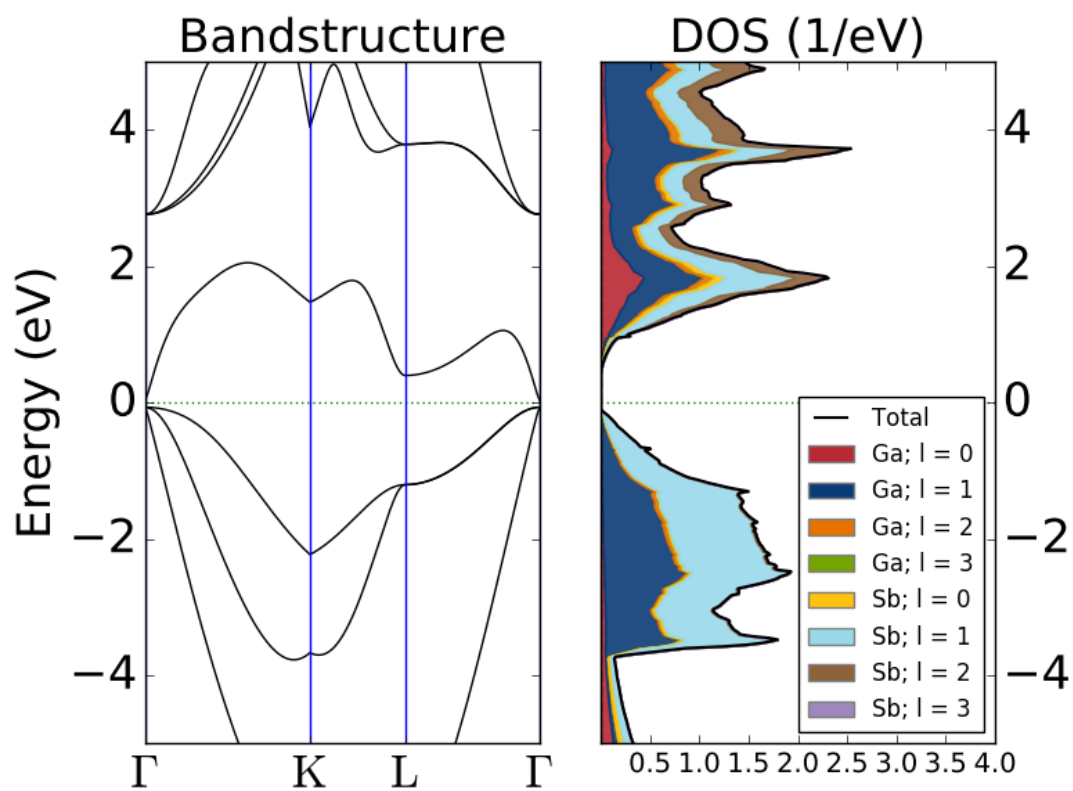 Bandstructure
DOS (1/eV)
Energy (eV)
4
2
0
−2
−4
Γ
K
L
Γ
4
2
0
−2
−4
0.5 1.0 1.5 2.0 2.5 3.0 3.5 4.0
Total
Ga; l = 0
Ga; l = 1
Ga; l = 2
Ga; l = 3
Sb; l = 0
Sb; l = 1
Sb; l = 2
Sb; l = 3